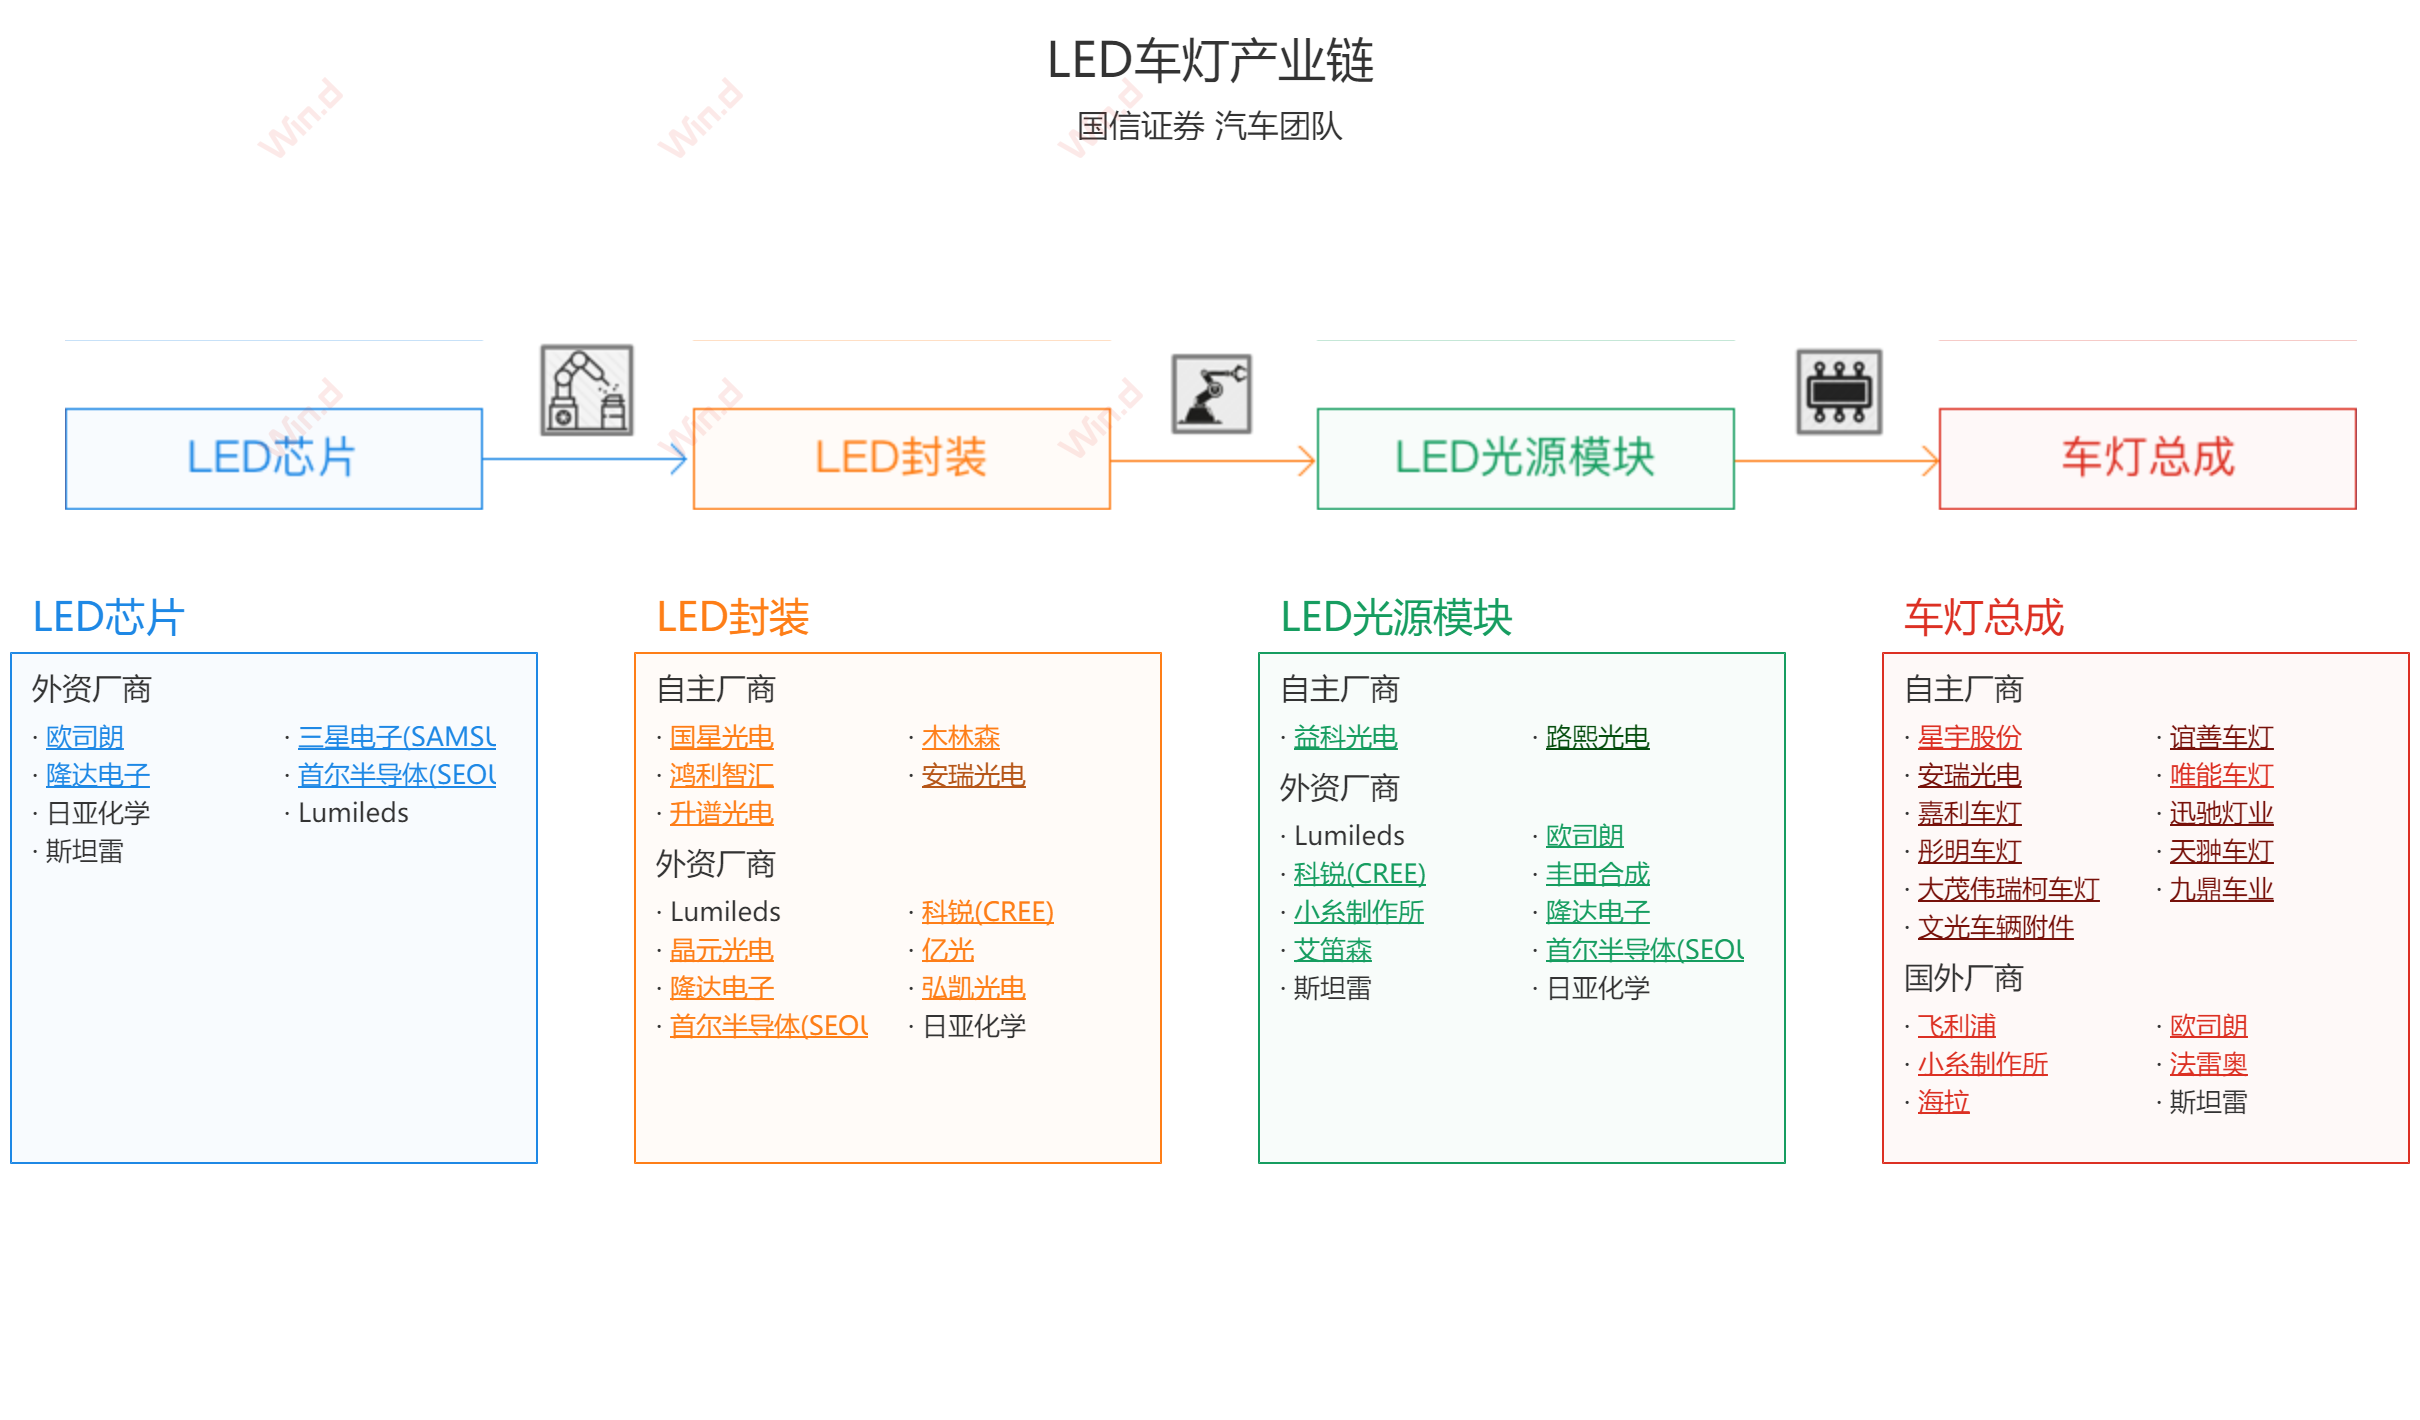 LED车灯产业链
国信证券 汽车团队
Win.d Win.d Win.d
LED芯片 LED封装 LED光源模块 车灯总成
Win.d Win.d Win.d
LED芯片
外资厂商
· 欧司朗 · 三星电子(SAMSU
· 隆达电子 · 首尔半导体(SEOU
· 日亚化学 · Lumileds
· 斯坦雷
LED封装
自主厂商
· 国星光电 · 木林森
· 鸿利智汇 · 安瑞光电
· 升谱光电
外资厂商
· Lumileds · 科锐(CREE)
· 晶元光电 · 亿光
· 隆达电子 · 弘凯光电
· 首尔半导体(SEOU · 日亚化学
LED光源模块
自主厂商
· 益科光电 · 路熙光电
外资厂商
· Lumileds · 欧司朗
· 科锐(CREE) · 丰田合成
· 小糸制作所 · 隆达电子
· 艾笛森 · 首尔半导体(SEOU
· 斯坦雷 · 日亚化学
车灯总成
自主厂商
· 星宇股份 · 谊善车灯
· 安瑞光电 · 唯能车灯
· 嘉利车灯 · 迅驰灯业
· 彤明车灯 · 天翀车灯
· 大茂伟瑞柯车灯 · 九鼎车业
· 文光车辆附件
国外厂商
· 飞利浦 · 欧司朗
· 小糸制作所 · 法雷奥
· 海拉 · 斯坦雷